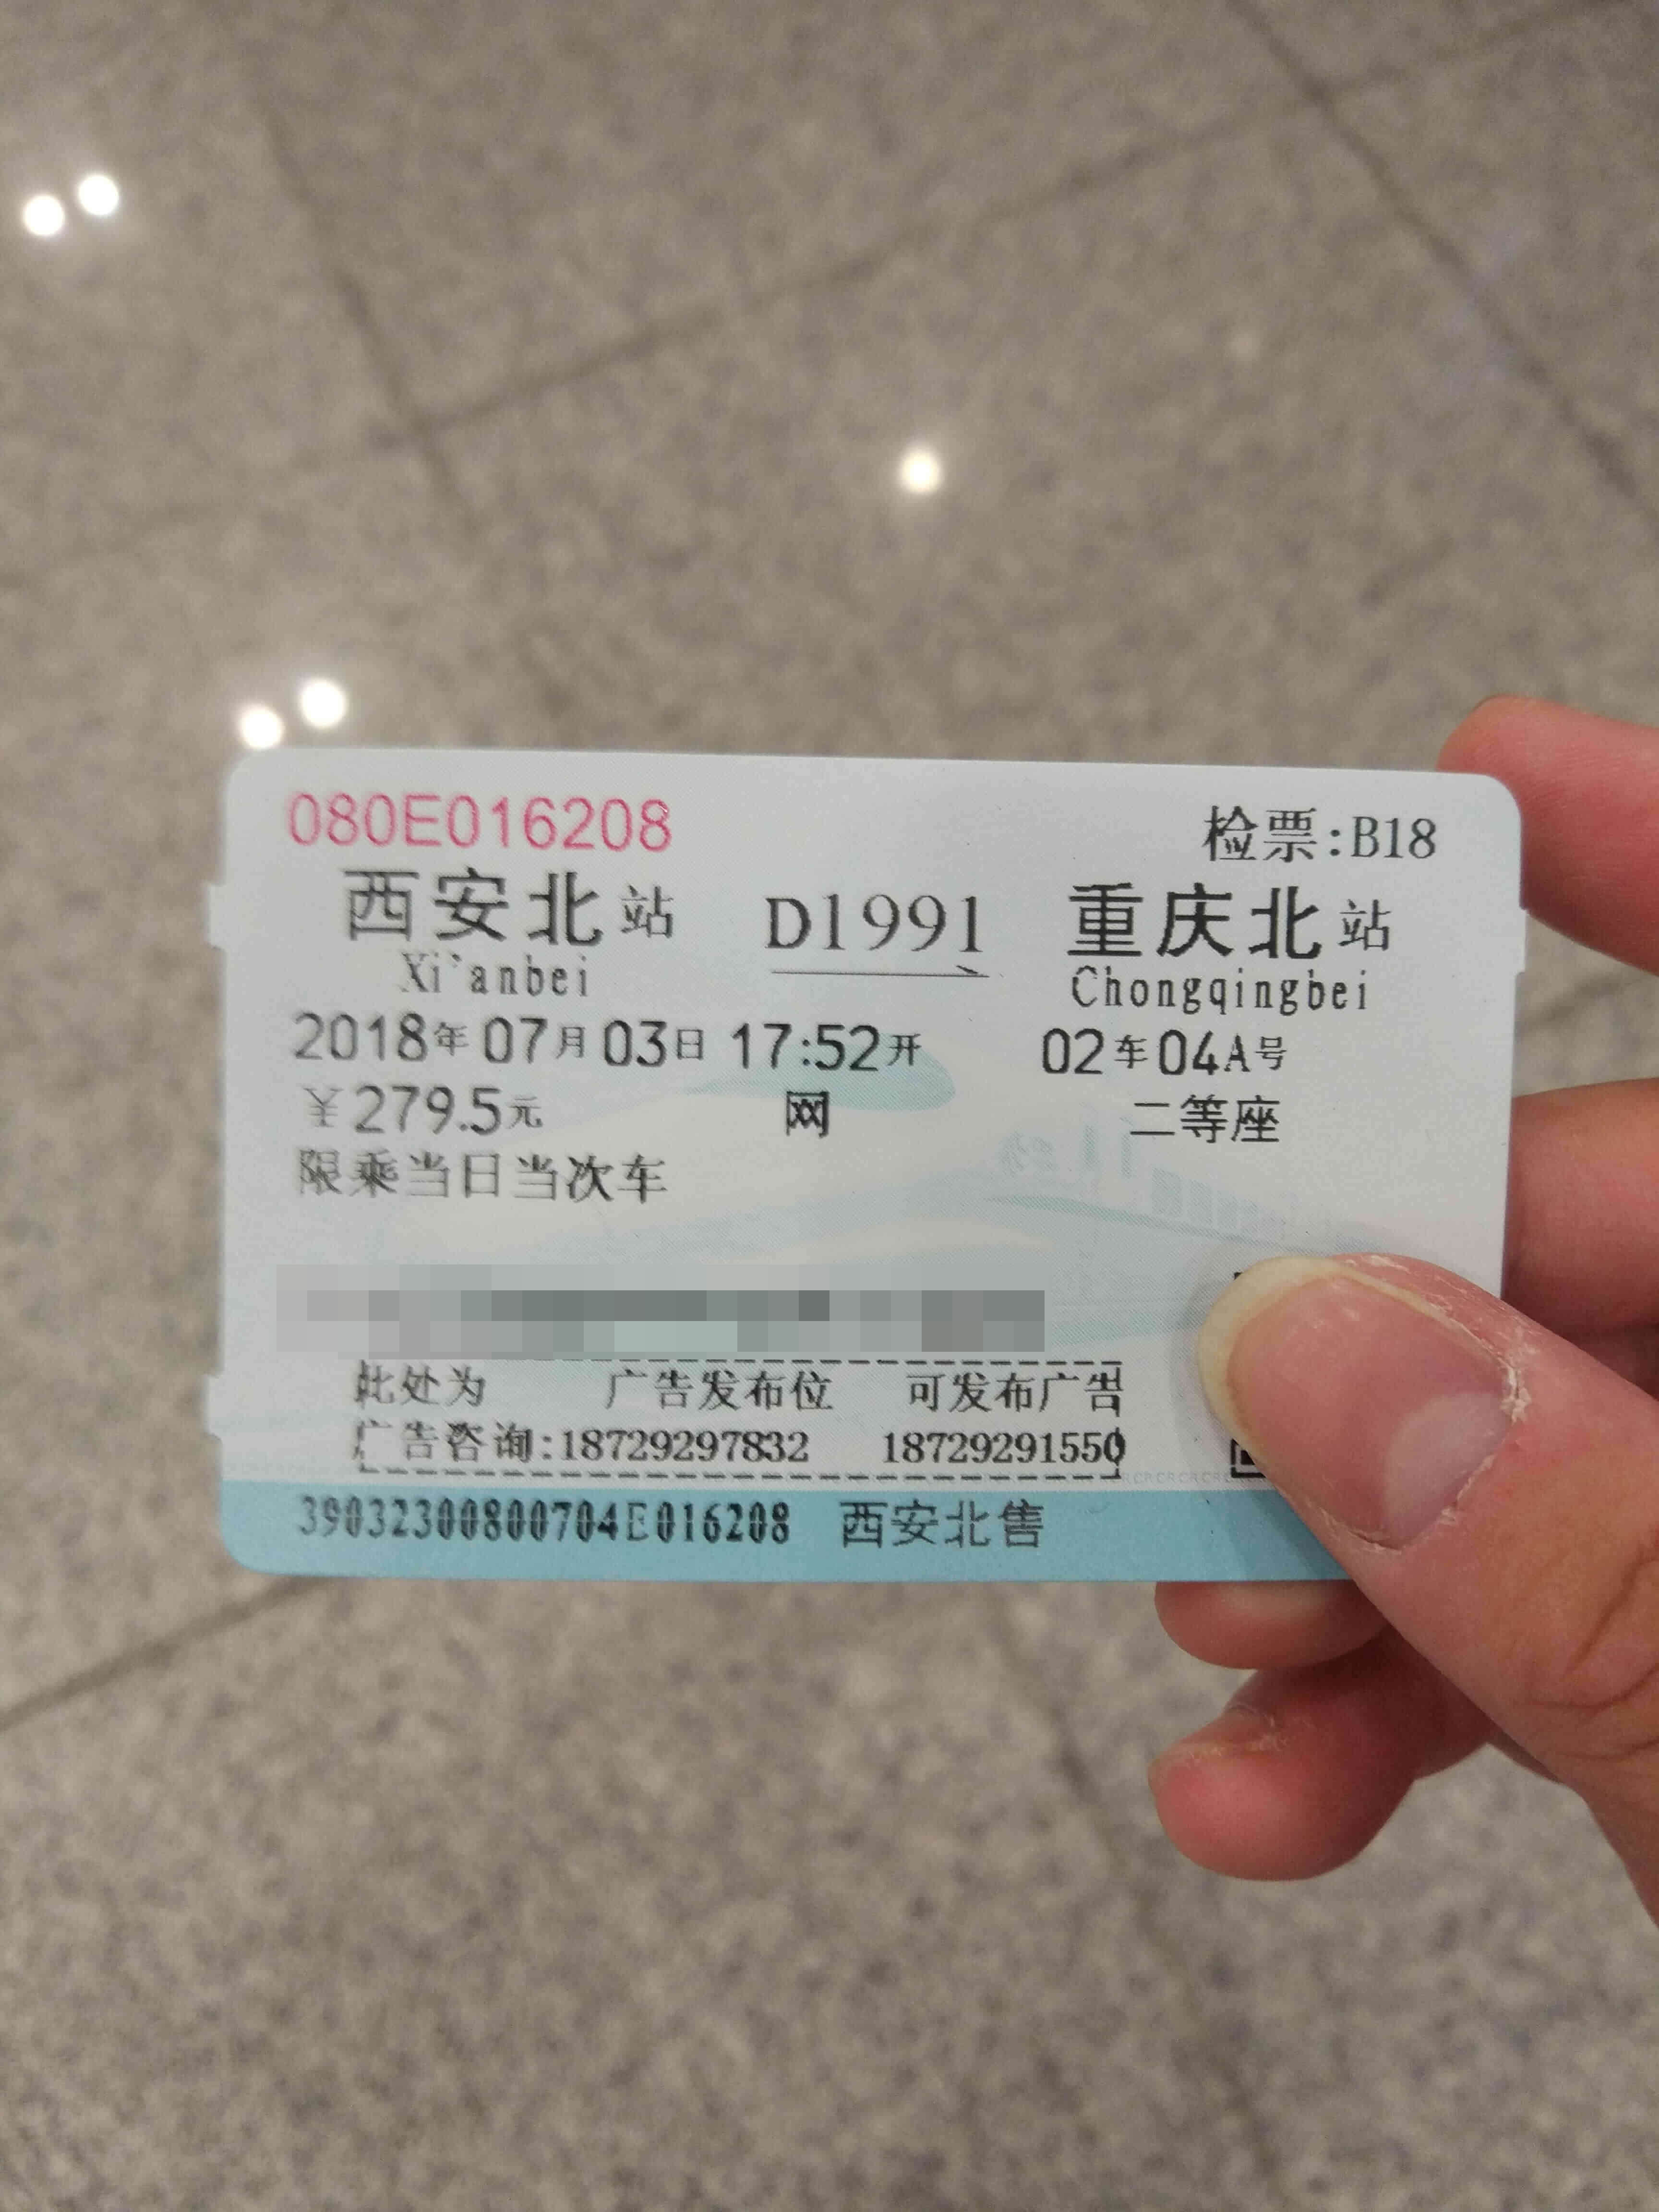 080E016208 检票:B18
西安北站 D1991 重庆北站
Xi'anbei Chongqingbei
2018年07月03日 17:52开 02车04A号
¥279.5元 网 二等座
限乘当日当次车
此处为 广告发布位 可发布广告
广告咨询:18729297832 18729291550
39032300800704E016208 西安北售